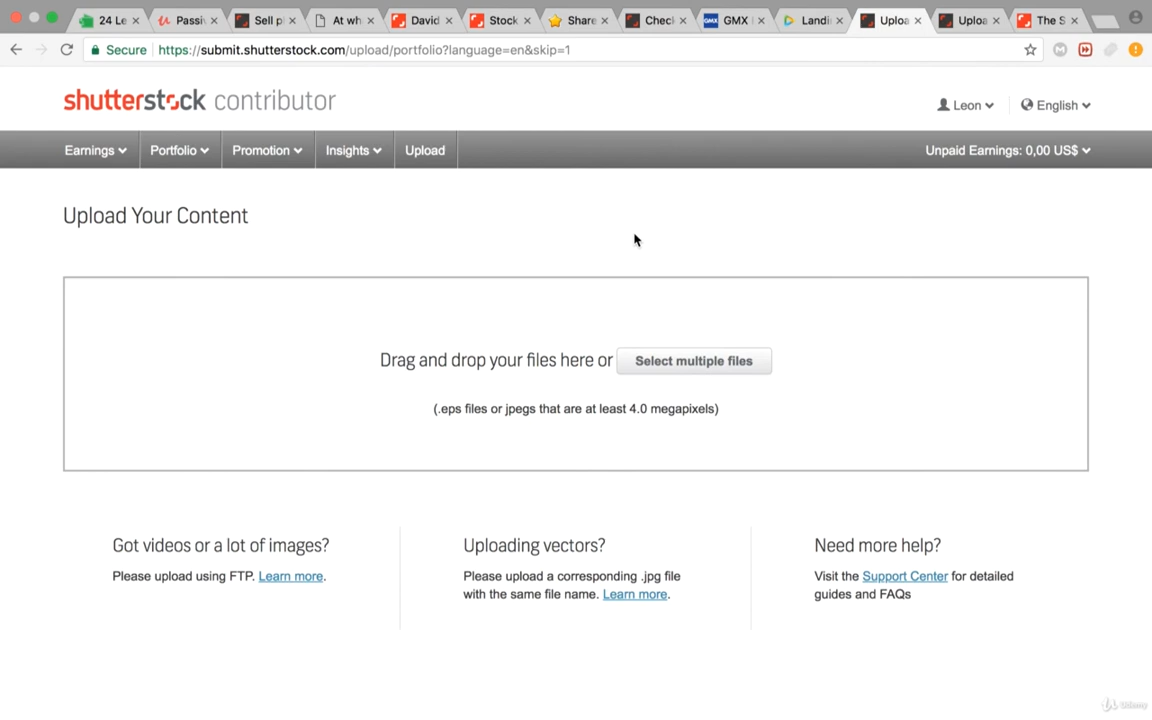 24 Le
Passiv
Sell p
At wh
David
Stock
Share
Check
GMX
Landi
Uploa
Uploa
The S
Secure https://submit.shutterstock.com/upload/portfolio?language=en&skip=1
shutterstock contributor
Leon
English
Earnings
Portfolio
Promotion
Insights
Upload
Unpaid Earnings: 0,00 US$
Upload Your Content
Drag and drop your files here or Select multiple files
(.eps files or jpegs that are at least 4.0 megapixels)
Got videos or a lot of images?
Please upload using FTP. Learn more.
Uploading vectors?
Please upload a corresponding .jpg file
with the same file name. Learn more.
Need more help?
Visit the Support Center for detailed
guides and FAQs
Udemy